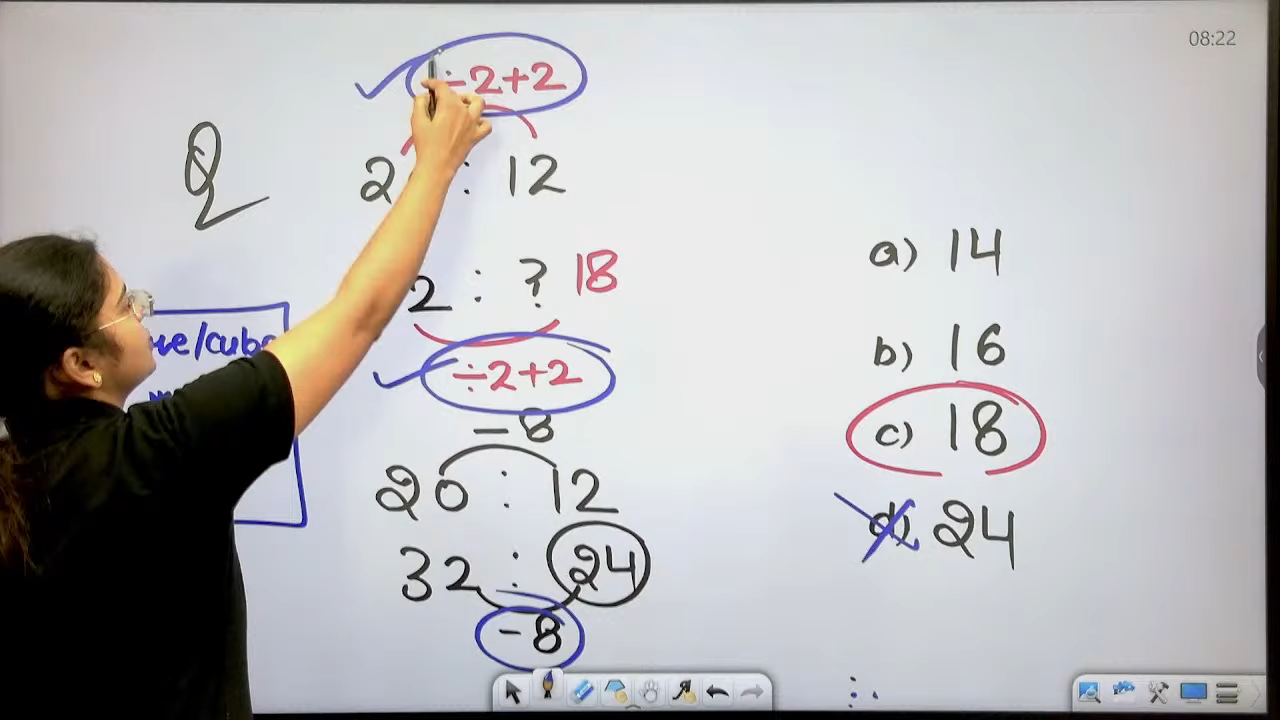 08:22
÷2+2
Q
2 : 12
2 : ? 18
÷2+2
-8
20 : 12
32 : 24
-8
a) 14
b) 16
c) 18
d) 24